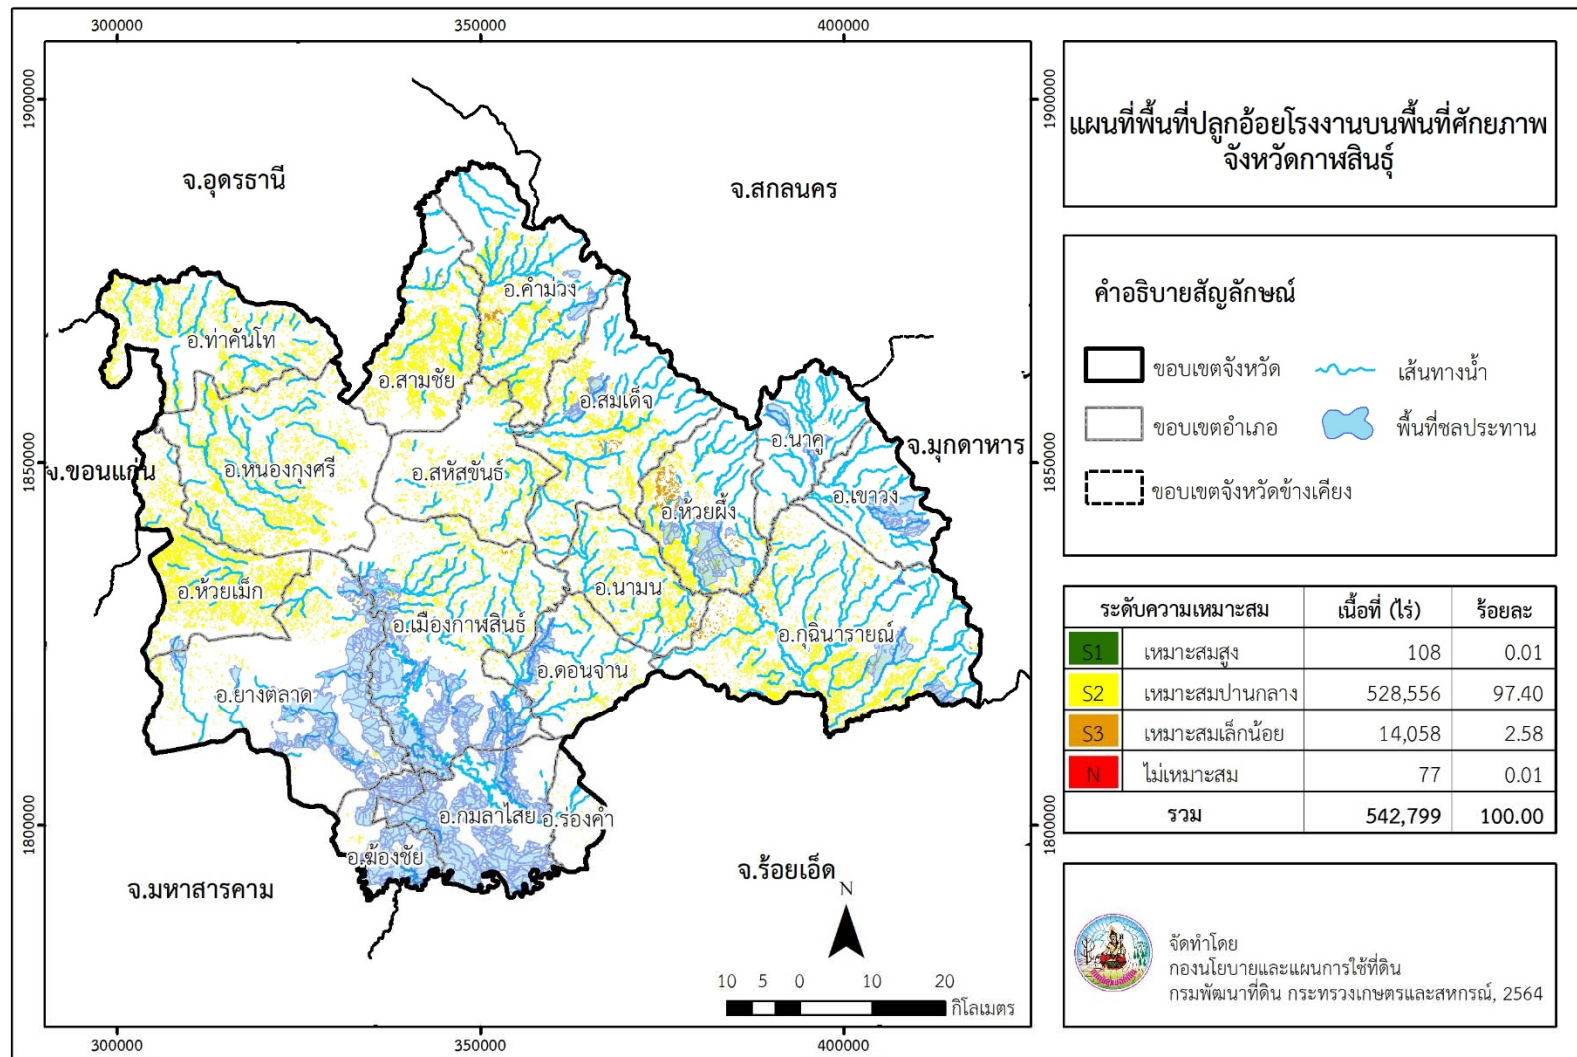 300000
350000
400000
1900000
1900000
แผนที่พื้นที่ปลูกอ้อยโรงงานบนพื้นที่ศักยภาพ
จังหวัดกาฬสินธุ์
จ.อุดรธานี
จ.สกลนคร
คำอธิบายสัญลักษณ์
ขอบเขตจังหวัด
เส้นทางน้ำ
ขอบเขตอำเภอ
พื้นที่ชลประทาน
ขอบเขตจังหวัดข้างเคียง
อ.คำม่วง
อ.ท่าคันโท
อ.สามชัย
อ.สมเด็จ
อ.นาคู
จ.มุกดาหาร
1850000
1850000
จ.ขอนแก่น
อ.หนองกุงศรี
อ.สหัสขันธ์
อ.เขาวง
อ.ห้วยผึ้ง
อ.ห้วยเม็ก
อ.นามน
อ.เมืองกาฬสินธุ์
อ.กุฉินารายณ์
อ.ดอนจาน
อ.ยางตลาด
ระดับความเหมาะสม เนื้อที่ (ไร่) ร้อยละ
S1 เหมาะสมสูง 108 0.01
S2 เหมาะสมปานกลาง 528,556 97.40
S3 เหมาะสมเล็กน้อย 14,058 2.58
N ไม่เหมาะสม 77 0.01
รวม 542,799 100.00
1800000
1800000
อ.กมลาไสย
อ.ร่องคำ
อ.ฆ้องชัย
จ.มหาสารคาม
จ.ร้อยเอ็ด
N
10 5 0 10 20
กิโลเมตร
จัดทำโดย
กองนโยบายและแผนการใช้ที่ดิน
กรมพัฒนาที่ดิน กระทรวงเกษตรและสหกรณ์, 2564
300000
350000
400000